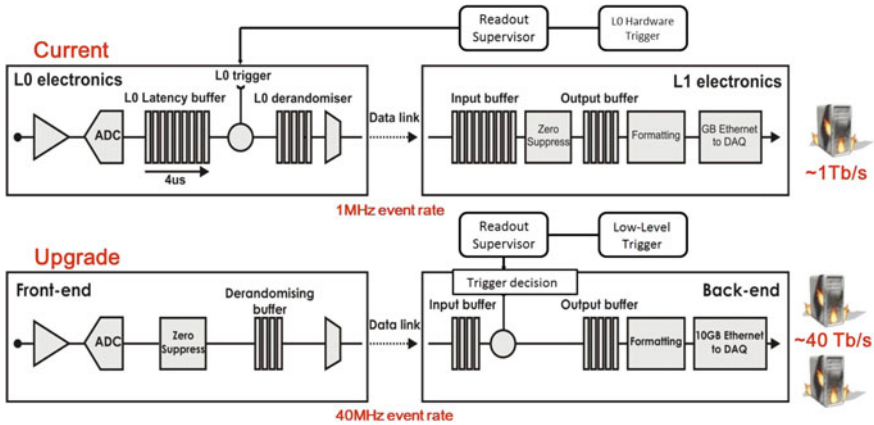 Current
Readout
Supervisor
L0 Hardware
Trigger
L0 electronics
L0 trigger
L0 Latency buffer
L0 derandomiser
ADC
4us
Data link
L1 electronics
Input buffer
Output buffer
Zero
Suppress
Formatting
GB Ethernet
to DAQ
~1Tb/s
1MHz event rate
Upgrade
Readout
Supervisor
Low-Level
Trigger
Trigger decision
Front-end
Derandomising
buffer
ADC
Zero
Suppress
Data link
Back-end
Input buffer
Output buffer
Formatting
10GB Ethernet
to DAQ
~40 Tb/s
40MHz event rate